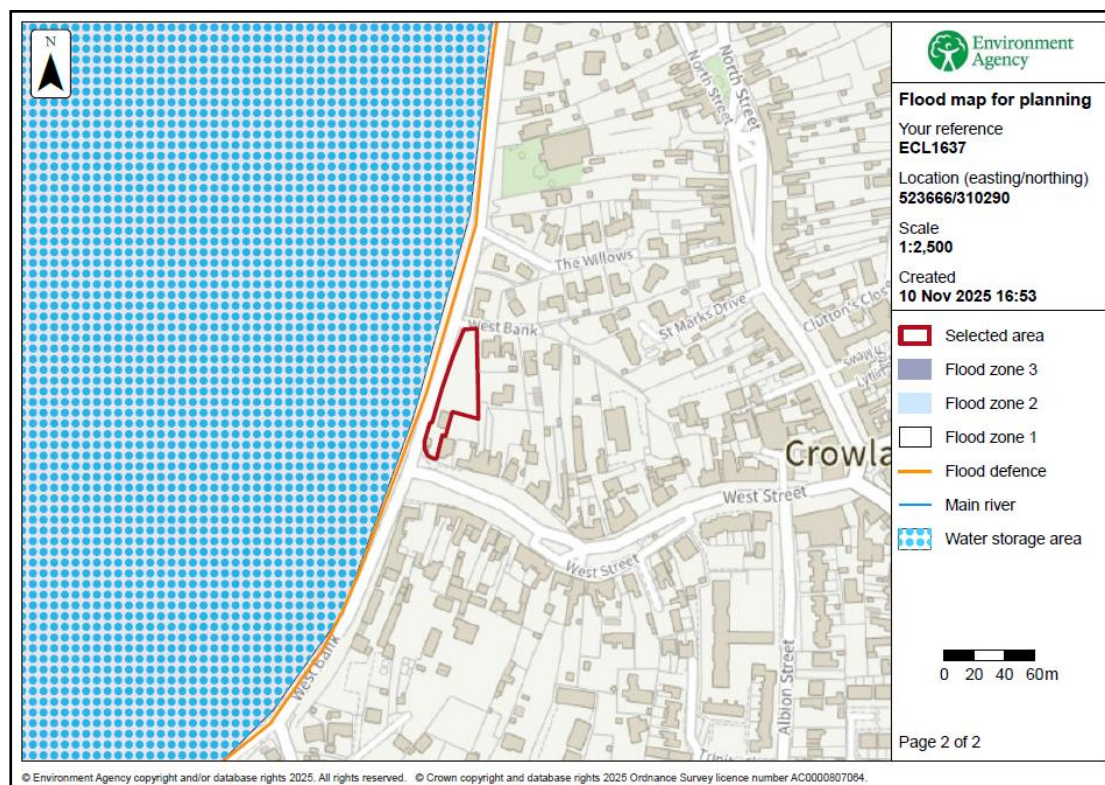 N
North Street
North Street
The Willows
West Bank
St Marks Drive
Clutton's Close
Crowla
West Street
West Street
West Bank
Albion Street
Environment
Agency
Flood map for planning
Your reference
ECL1637
Location (easting/northing)
523666/310290
Scale
1:2,500
Created
10 Nov 2025 16:53
Selected area
Flood zone 3
Flood zone 2
Flood zone 1
Flood defence
Main river
Water storage area
0 20 40 60m
Page 2 of 2
© Environment Agency copyright and/or database rights 2025. All rights reserved. © Crown copyright and database rights 2025 Ordnance Survey licence number AC0000807064.